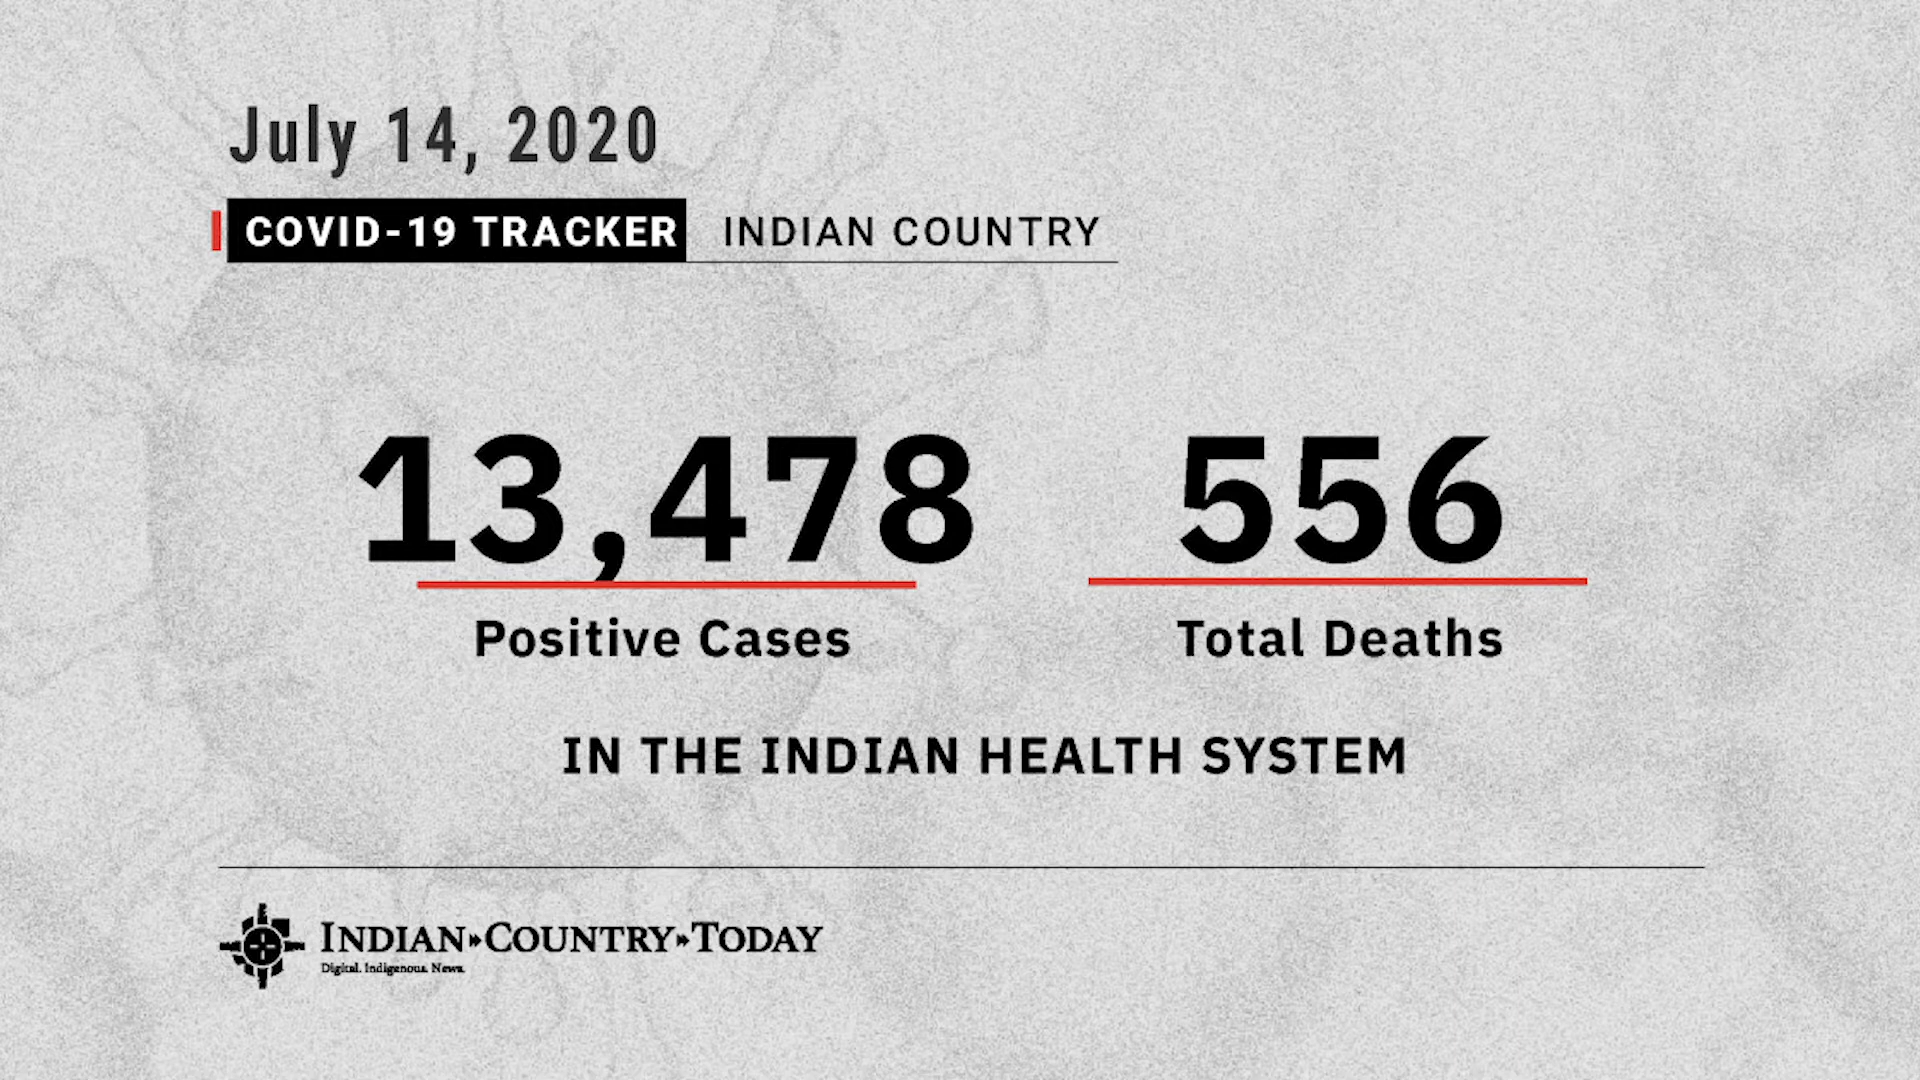 July 14, 2020
COVID-19 TRACKER INDIAN COUNTRY
13,478 556
Positive Cases Total Deaths
IN THE INDIAN HEALTH SYSTEM
INDIAN COUNTRY TODAY
Digital. Indigenous. News.